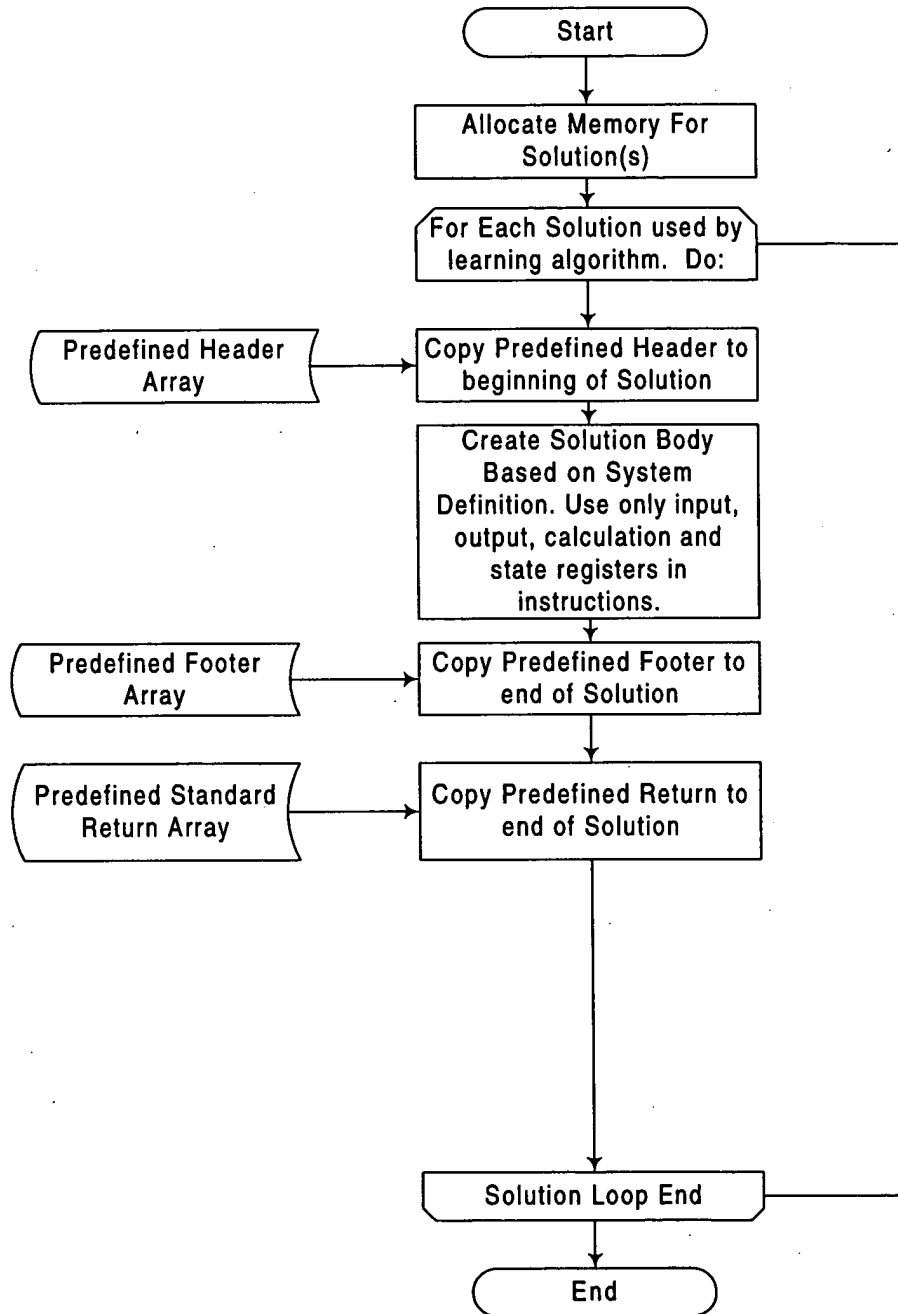 Start
Allocate Memory For
Solution(s)
For Each Solution used by
learning algorithm. Do:
Predefined Header
Array
Copy Predefined Header to
beginning of Solution
Create Solution Body
Based on System
Definition. Use only input,
output, calculation and
state registers in
instructions.
Predefined Footer
Array
Copy Predefined Footer to
end of Solution
Predefined Standard
Return Array
Copy Predefined Return to
end of Solution
Solution Loop End
End